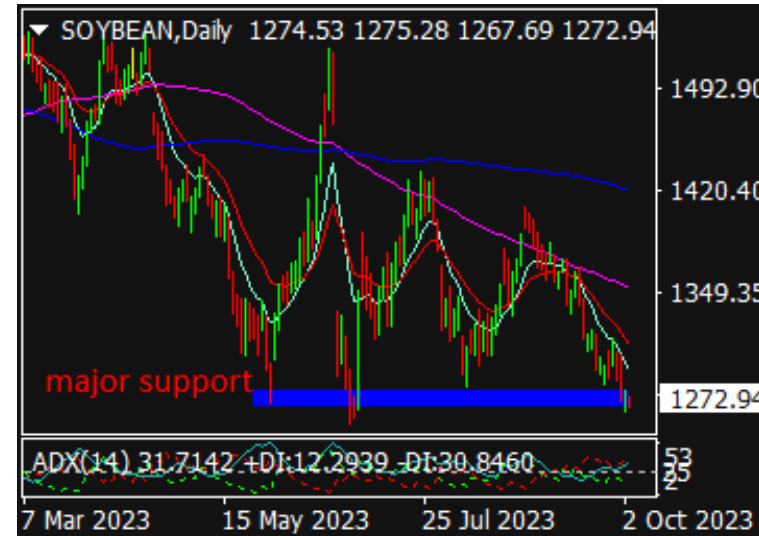 SOYBEAN,Daily 1274.53 1275.28 1267.69 1272.94
1492.90
1420.40
1349.35
major support
1272.94
ADX(14) 31.7142 +DI:12.2939 -DI:30.8460
53
25
2
7 Mar 2023 15 May 2023 25 Jul 2023 2 Oct 2023